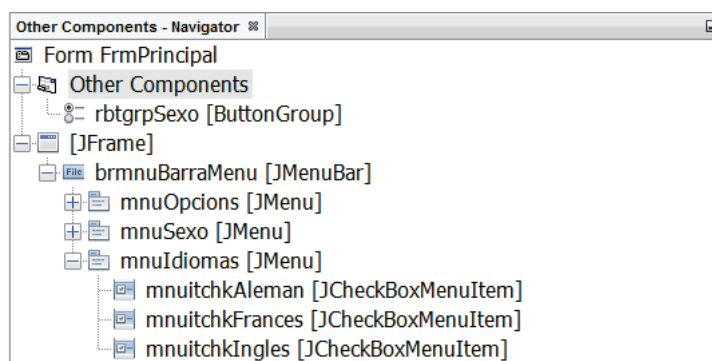 Other Components - Navigator
Form FrmPrincipal
Other Components
rbtgrpSexo [ButtonGroup]
[JFrame]
File brmnuBarraMenu [JMenuBar]
mnuOpcions [JMenu]
mnuSexo [JMenu]
mnuIdiomas [JMenu]
mnuitchkAleman [JCheckBoxMenuItem]
mnuitchkFrances [JCheckBoxMenuItem]
mnuitchkIngles [JCheckBoxMenuItem]